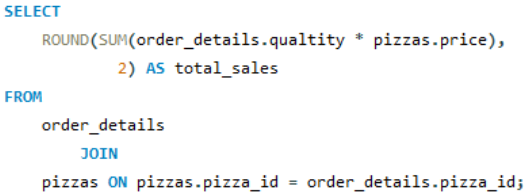 SELECT
ROUND(SUM(order_details.qualtity * pizzas.price),
2) AS total_sales
FROM
order_details
JOIN
pizzas ON pizzas.pizza_id = order_details.pizza_id;